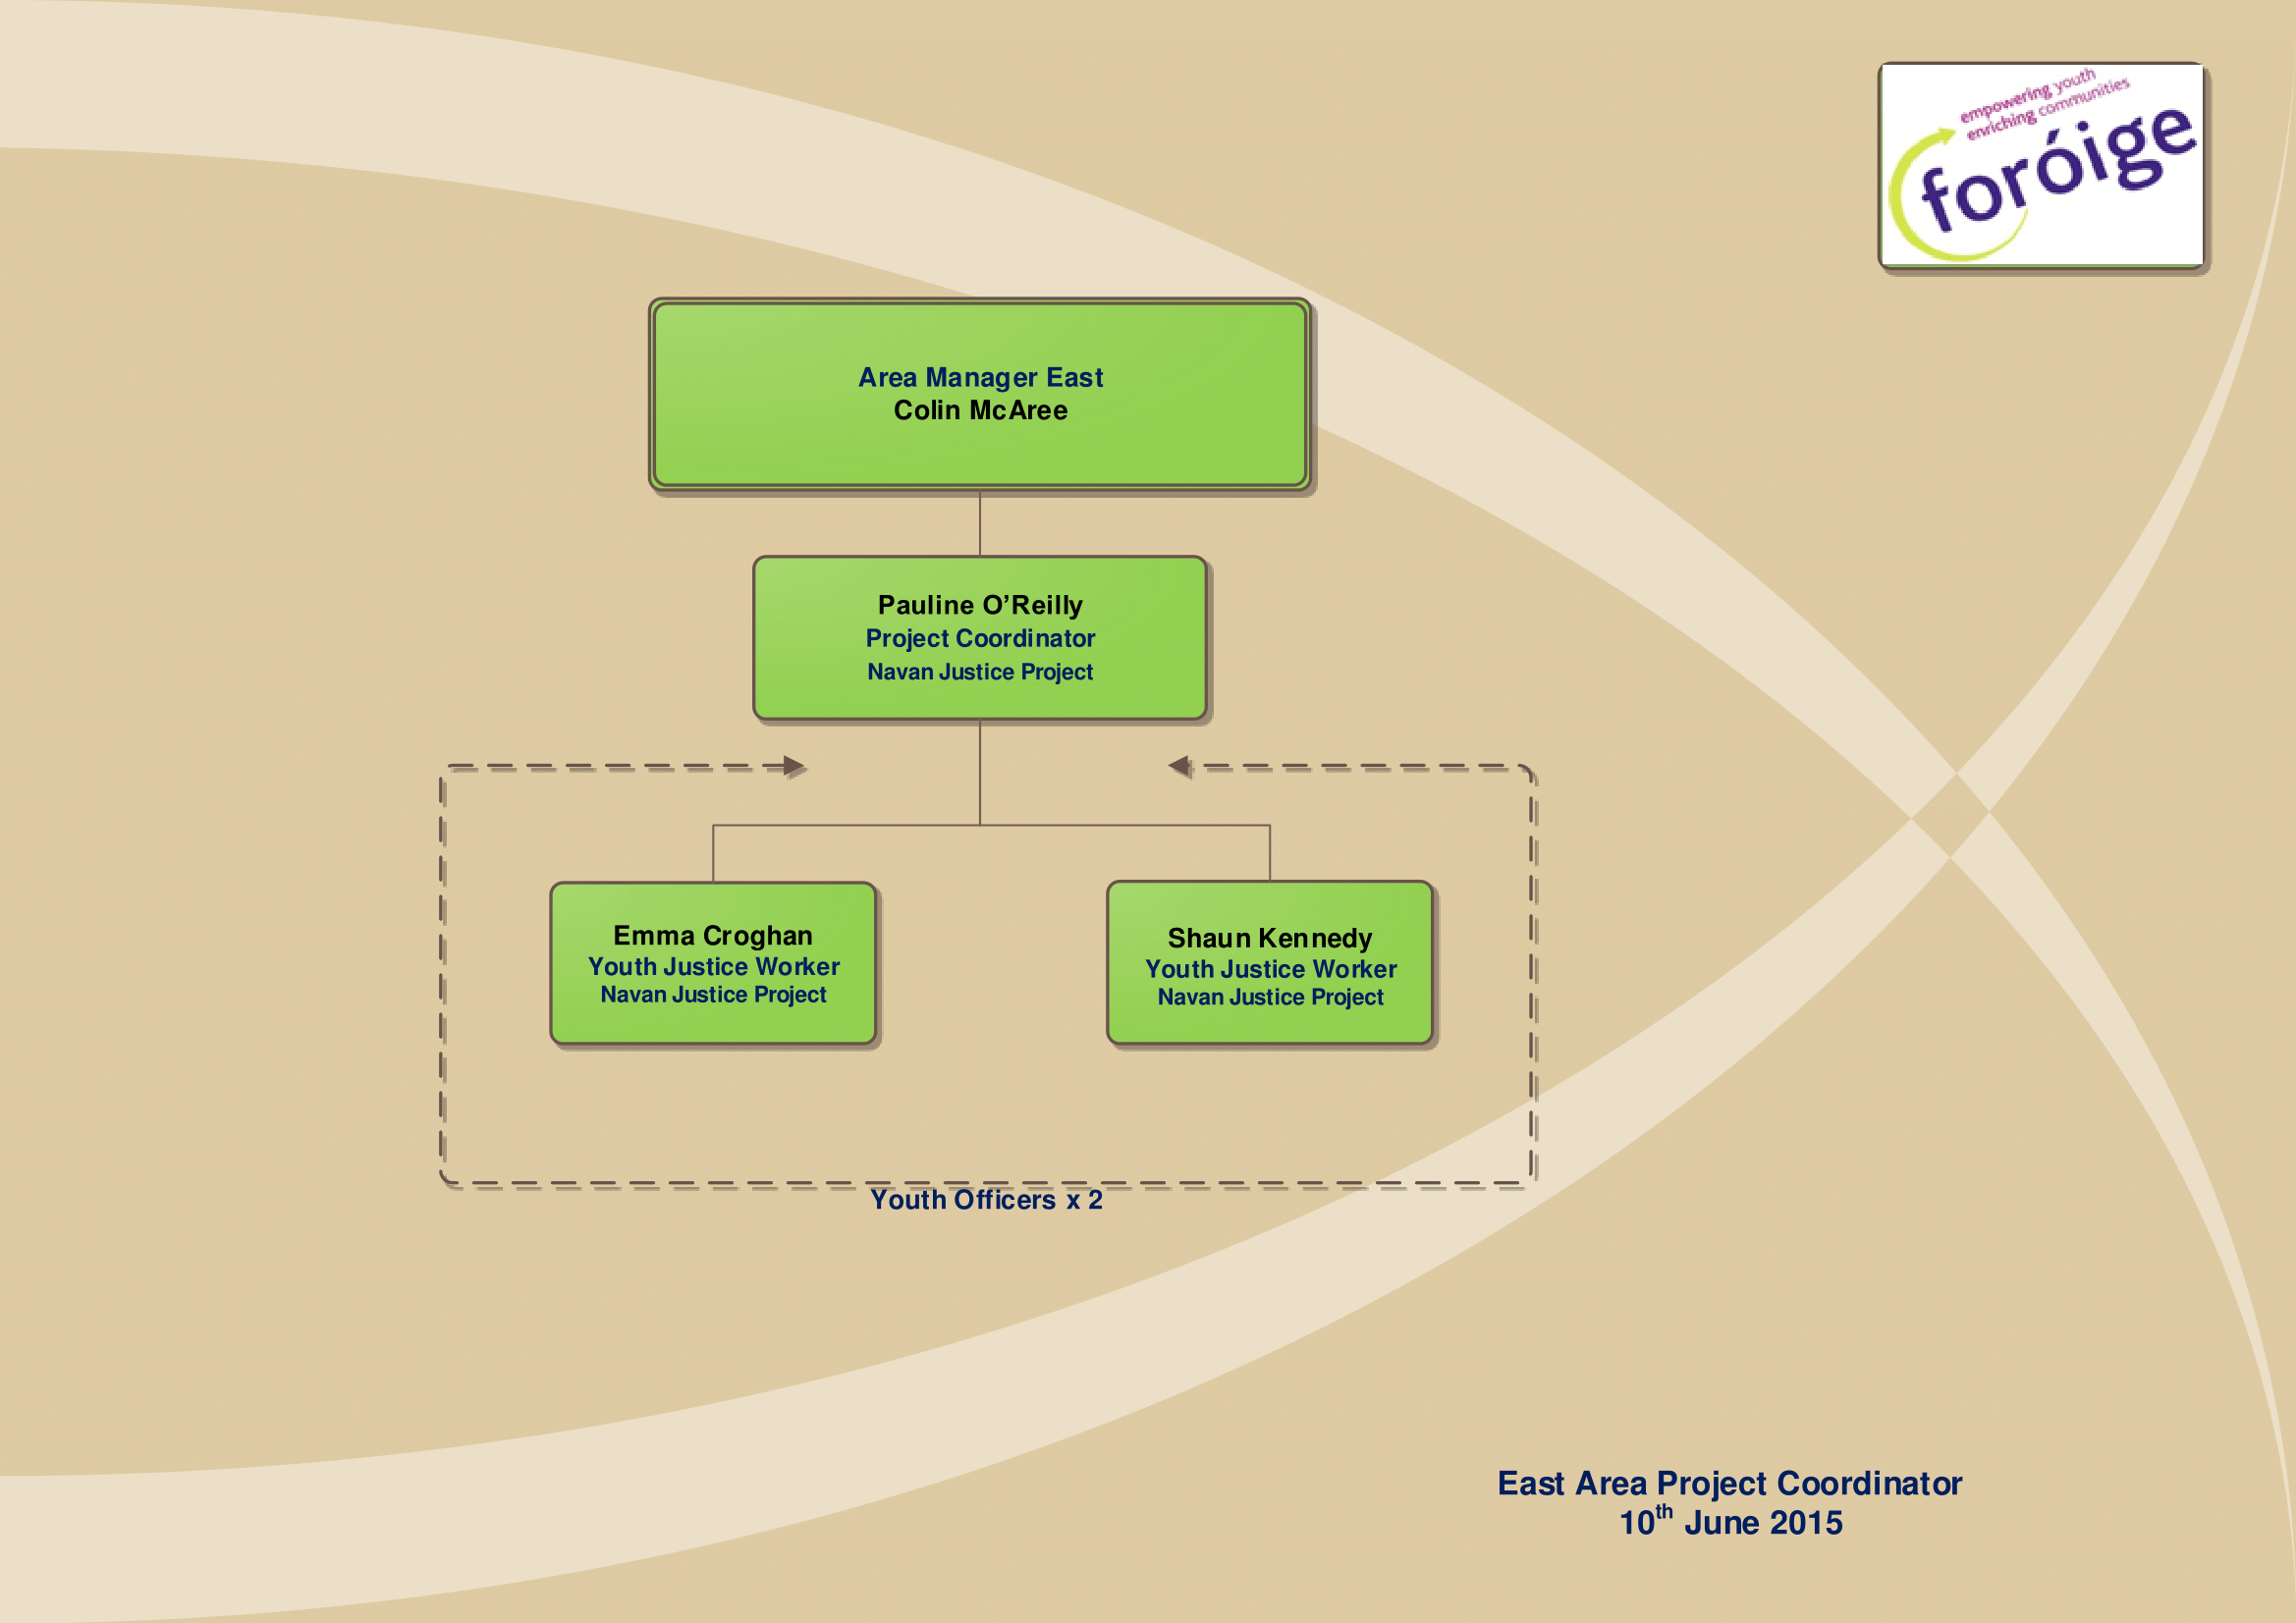 empowering youth
enriching communities
foróige
Area Manager East
Colin McAree
Pauline O’Reilly
Project Coordinator
Navan Justice Project
Emma Croghan
Youth Justice Worker
Navan Justice Project
Shaun Kennedy
Youth Justice Worker
Navan Justice Project
Youth Officers x 2
East Area Project Coordinator
10th June 2015